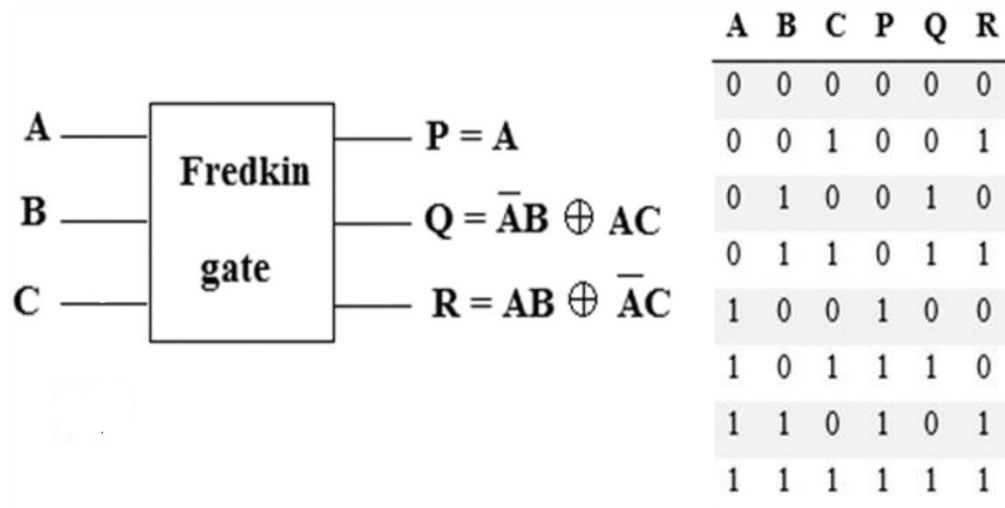 A
B
C
Fredkin
gate
P = A
Q = A̅B ⊕ AC
R = AB ⊕ A̅C
A B C P Q R
0 0 0 0 0 0
0 0 1 0 0 1
0 1 0 0 1 0
0 1 1 0 1 1
1 0 0 1 0 0
1 0 1 1 1 0
1 1 0 1 0 1
1 1 1 1 1 1